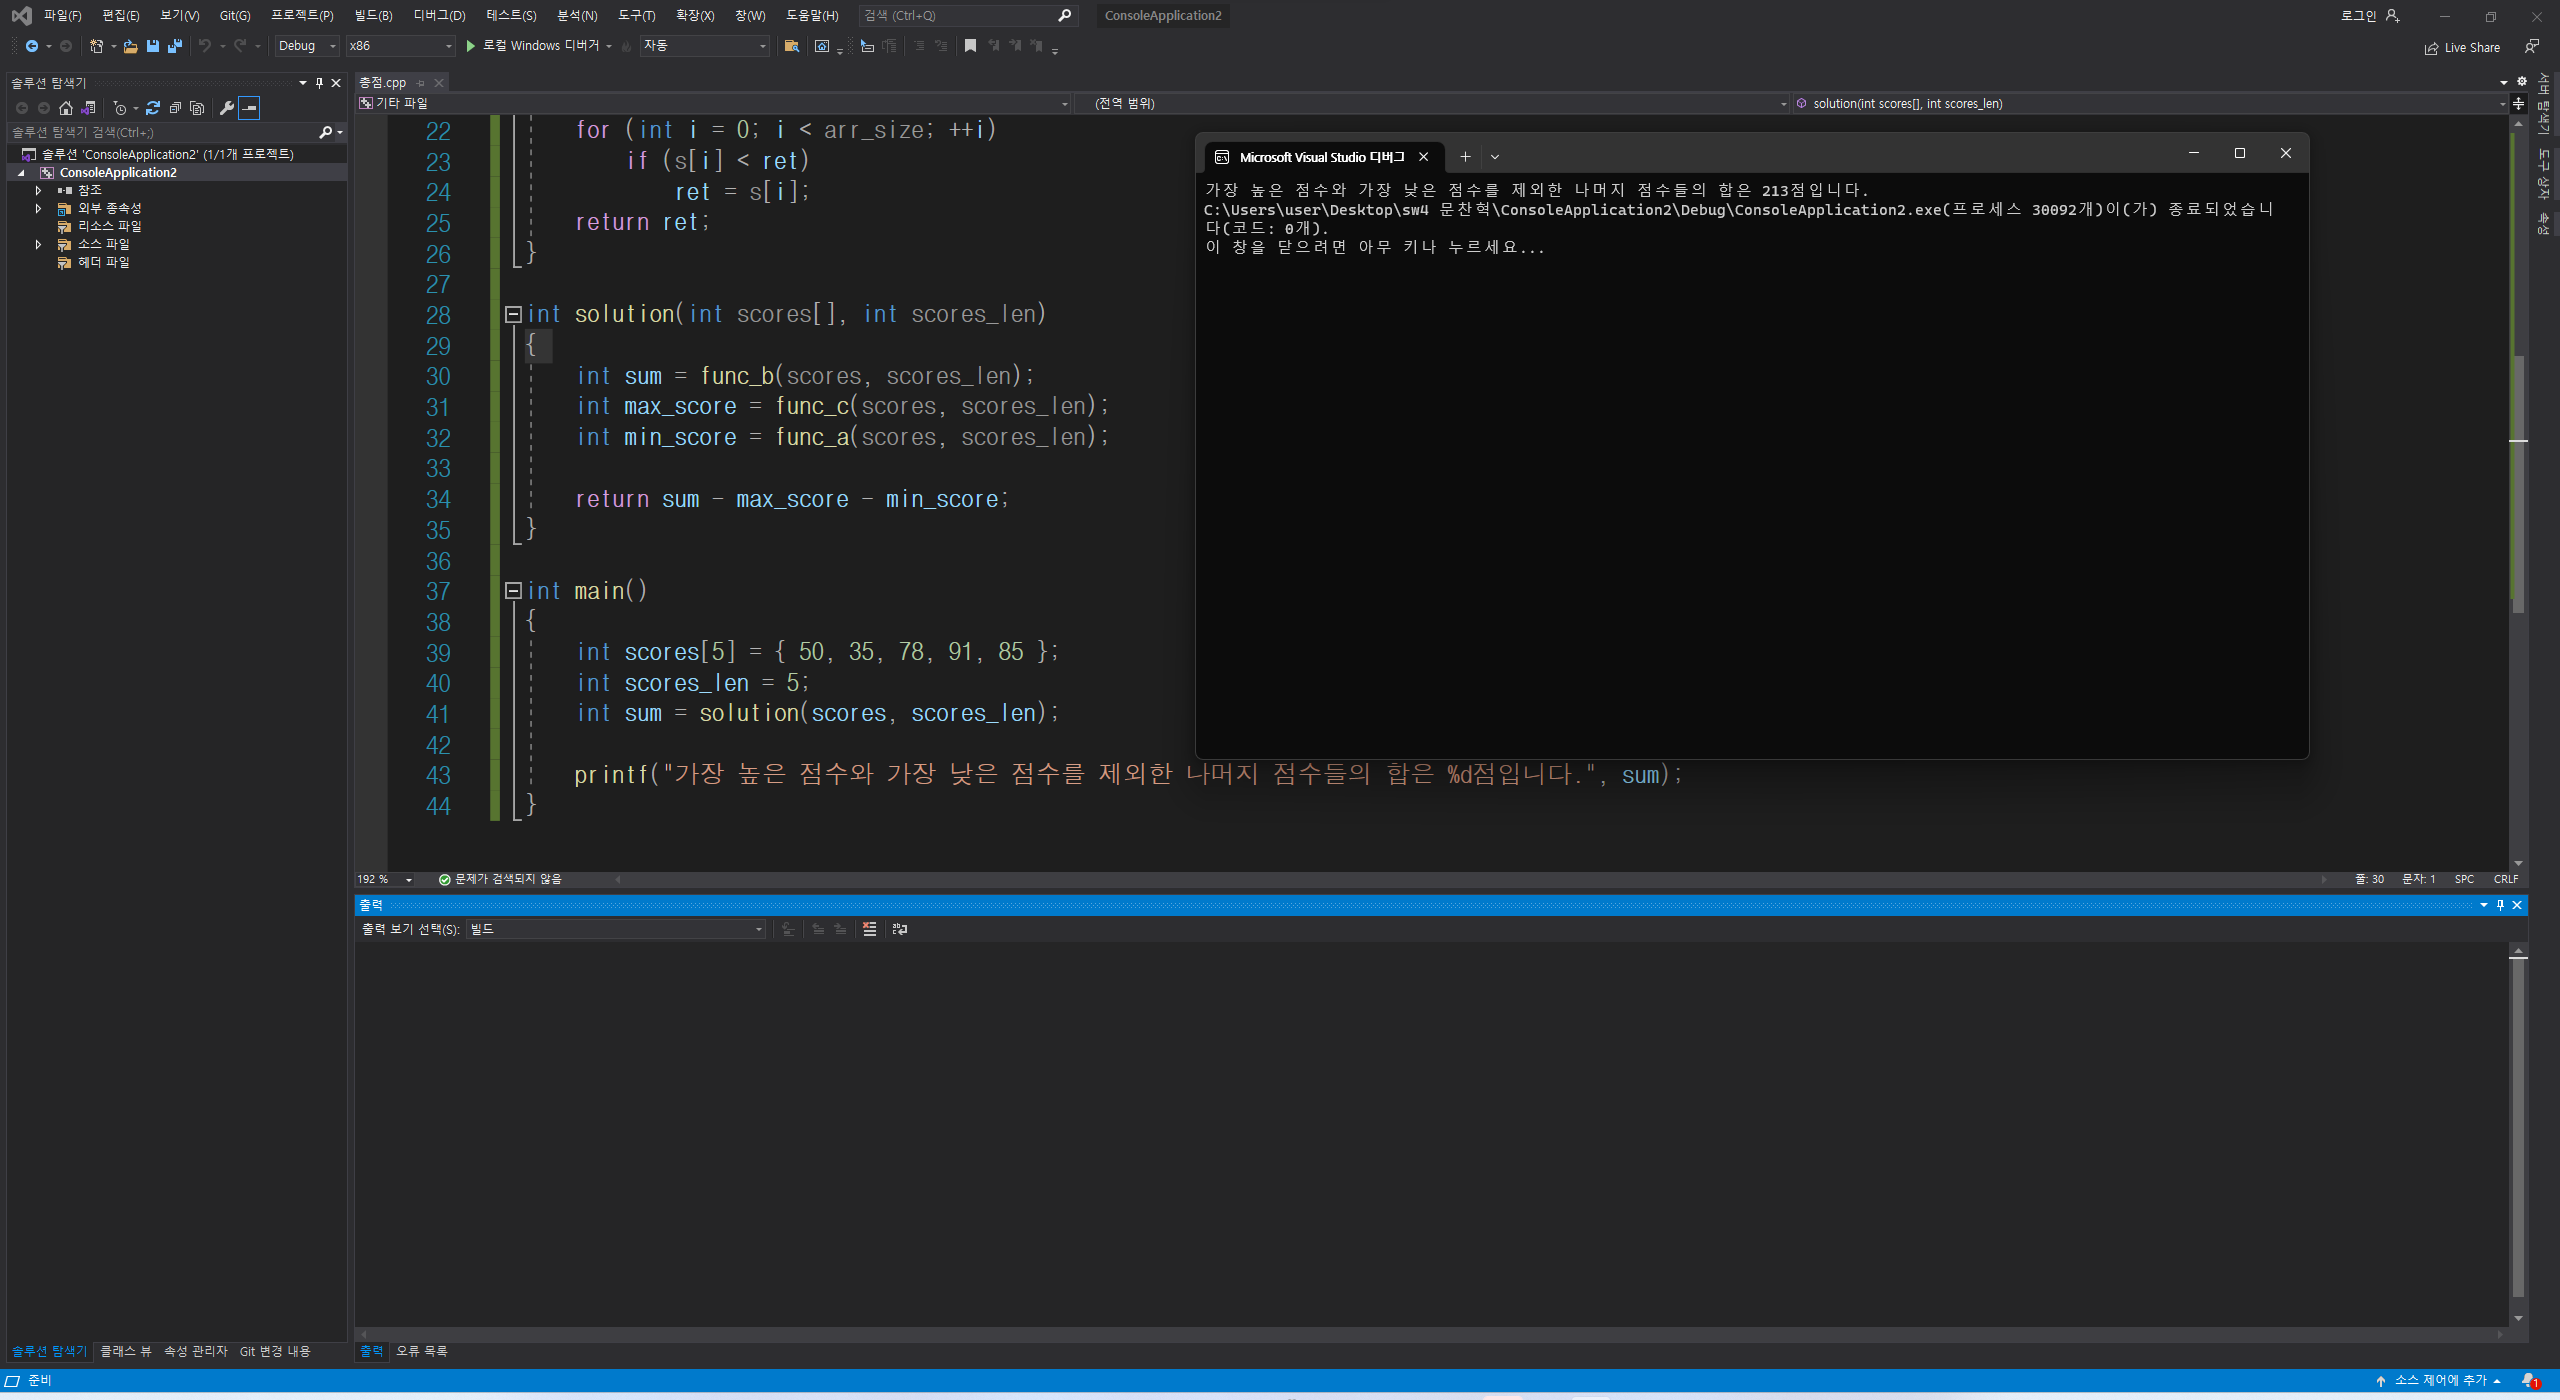 파일(F) 편집(E) 보기(V) Git(G) 프로젝트(P) 빌드(B) 디버그(D) 테스트(S) 분석(N) 도구(T) 확장(X) 창(W) 도움말(H) 검색 (Ctrl+Q) ConsoleApplication2 로그인
Debug x86 로컬 Windows 디버거 자동 Live Share
솔루션 탐색기
솔루션 탐색기 검색(Ctrl+;)
솔루션 'ConsoleApplication2' (1/1개 프로젝트)
ConsoleApplication2
참조
외부 종속성
리소스 파일
소스 파일
헤더 파일
총점.cpp
기타 파일 (전역 범위) solution(int scores[], int scores_len)
22 for (int i = 0; i < arr_size; ++i)
23 if (s[i] < ret)
24 ret = s[i];
25 return ret;
26 }
27
28 int solution(int scores[], int scores_len)
29 {
30 int sum = func_b(scores, scores_len);
31 int max_score = func_c(scores, scores_len);
32 int min_score = func_a(scores, scores_len);
33
34 return sum - max_score - min_score;
35 }
36
37 int main()
38 {
39 int scores[5] = { 50, 35, 78, 91, 85 };
40 int scores_len = 5;
41 int sum = solution(scores, scores_len);
42
43 printf("가장 높은 점수와 가장 낮은 점수를 제외한 나머지 점수들의 합은 %d점입니다.", sum);
44 }
Microsoft Visual Studio 디버그
가장 높은 점수와 가장 낮은 점수를 제외한 나머지 점수들의 합은 213점입니다.
C:\Users\user\Desktop\sw4 문찬혁\ConsoleApplication2\Debug\ConsoleApplication2.exe(프로세스 30092개)이(가) 종료되었습니
다(코드: 0개).
이 창을 닫으려면 아무 키나 누르세요...
서버 탐색기
도구 상자
속성
192 % 문제가 검색되지 않음 줄: 30 문자: 1 SPC CRLF
출력
출력 보기 선택(S): 빌드
솔루션 탐색기 클래스 뷰 속성 관리자 Git 변경 내용 출력 오류 목록
준비 소스 제어에 추가 1